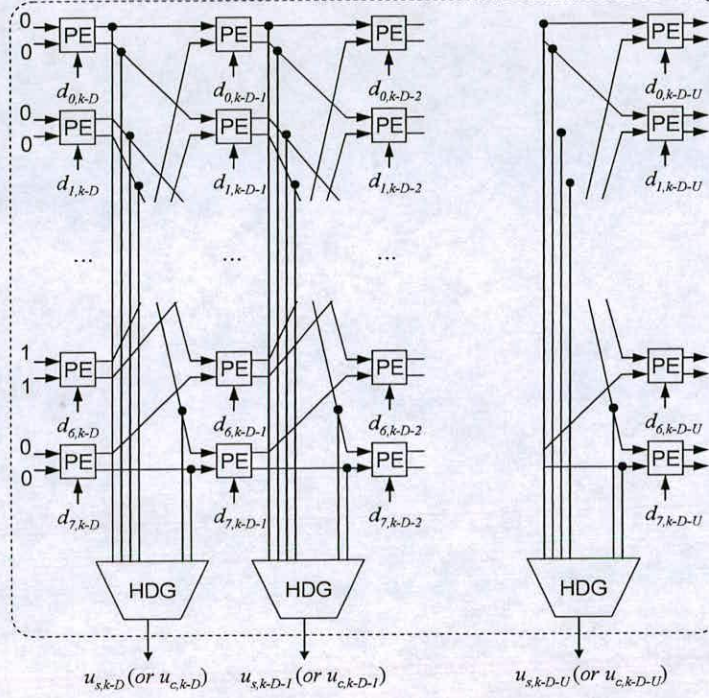 0 PE PE PE PE
0
d0,k-D d0,k-D-1 d0,k-D-2 d0,k-D-U
0 PE PE PE PE
0
d1,k-D d1,k-D-1 d1,k-D-2 d1,k-D-U
... ... ...
1 PE PE PE PE
1
d6,k-D d6,k-D-1 d6,k-D-2 d6,k-D-U
0 PE PE PE PE
0
d7,k-D d7,k-D-1 d7,k-D-2 d7,k-D-U
HDG HDG HDG
us,k-D(or uc,k-D) us,k-D-1(or uc,k-D-1) us,k-D-U(or uc,k-D-U)